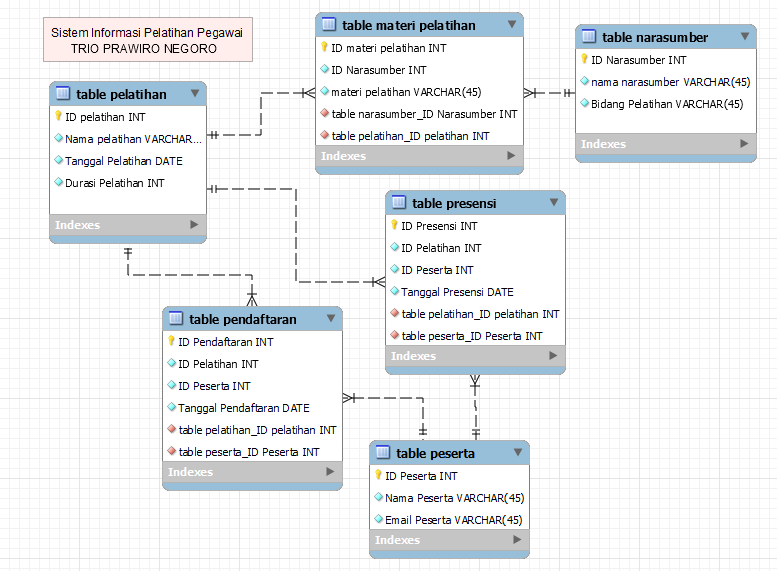 Sistem Informasi Pelatihan Pegawai
TRIO PRAWIRO NEGORO
table materi pelatihan
ID materi pelatihan INT
ID Narasumber INT
materi pelatihan VARCHAR(45)
table narasumber_ID Narasumber INT
table pelatihan_ID pelatihan INT
Indexes
table narasumber
ID Narasumber INT
nama narasumber VARCHAR(45)
Bidang Pelatihan VARCHAR(45)
Indexes
table pelatihan
ID pelatihan INT
Nama pelatihan VARCHAR...
Tanggal Pelatihan DATE
Durasi Pelatihan INT
Indexes
table presensi
ID Presensi INT
ID Pelatihan INT
ID Peserta INT
Tanggal Presensi DATE
table pelatihan_ID pelatihan INT
table peserta_ID Peserta INT
Indexes
table pendaftaran
ID Pendaftaran INT
ID Pelatihan INT
ID Peserta INT
Tanggal Pendaftaran DATE
table pelatihan_ID pelatihan INT
table peserta_ID Peserta INT
Indexes
table peserta
ID Peserta INT
Nama Peserta VARCHAR(45)
Email Peserta VARCHAR(45)
Indexes